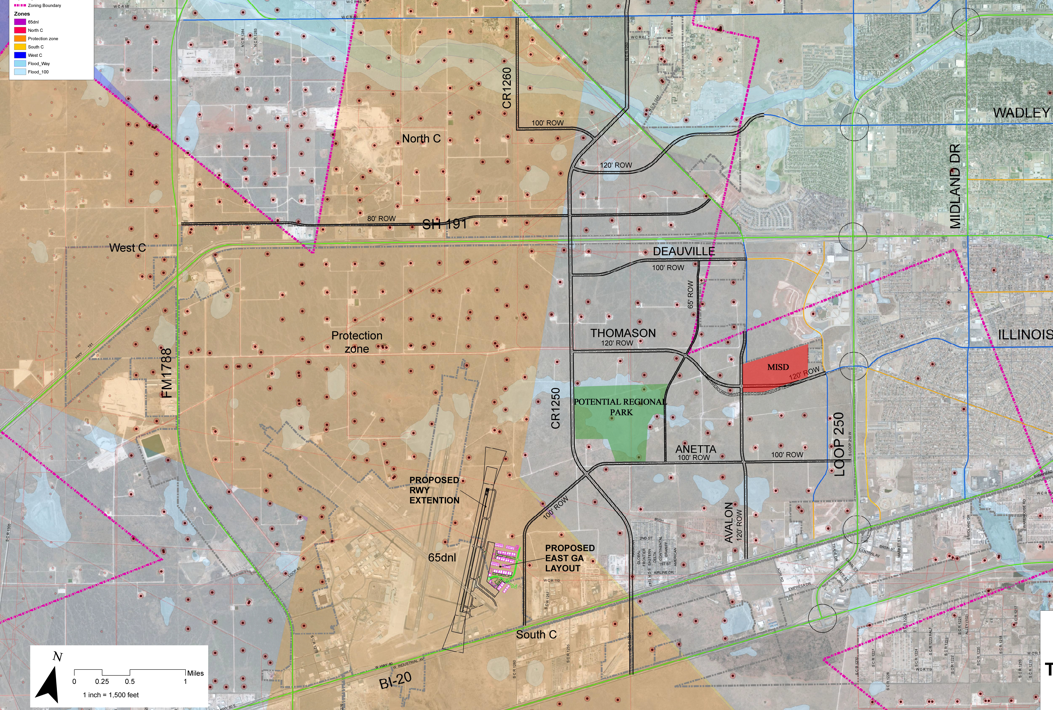 Zoning Boundary
Zones
65dnl
North C
Protection zone
South C
West C
Flood_Way
Flood_100
CR1260
100' ROW
North C
120' ROW
WADLEY
MIDLAND DR
80' ROW
SH 191
West C
DEAUVILLE
100' ROW
65' ROW
Protection
zone
THOMASON
120' ROW
ILLINOIS
MISD
120' ROW
FM1788
CR1250
POTENTIAL REGIONAL
PARK
LOOP 250
ANETTA
100' ROW
100' ROW
PROPOSED
RWY
EXTENTION
100' ROW
AVALON
120' ROW
65dnl
PROPOSED
EAST GA
LAYOUT
South C
BI-20
N
0 0.25 0.5 1
Miles
1 inch = 1,500 feet
T